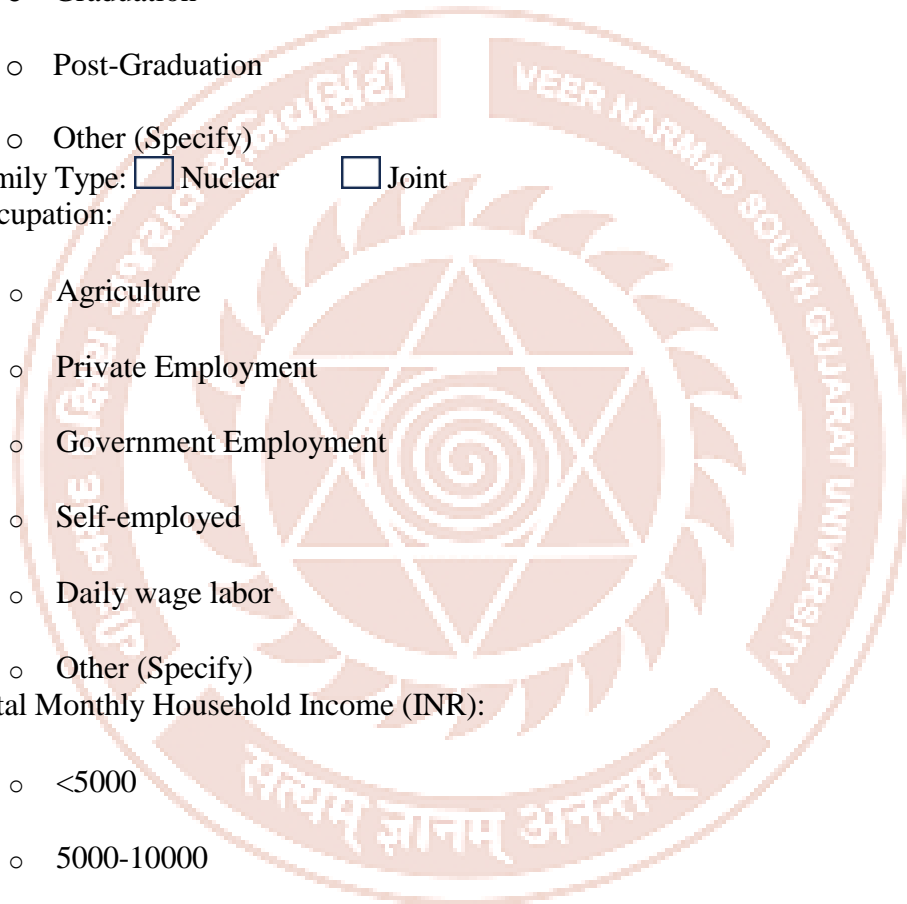 Graduation
o Post-Graduation
o Other (Specify)
mily Type: Nuclear Joint
cupation:
o Agriculture
o Private Employment
o Government Employment
o Self-employed
o Daily wage labor
o Other (Specify)
tal Monthly Household Income (INR):
o <5000
o 5000-10000
VEER NARMAD SOUTH GUJARAT UNIVERSITY
सत्यम् ज्ञानम् अनन्तम्